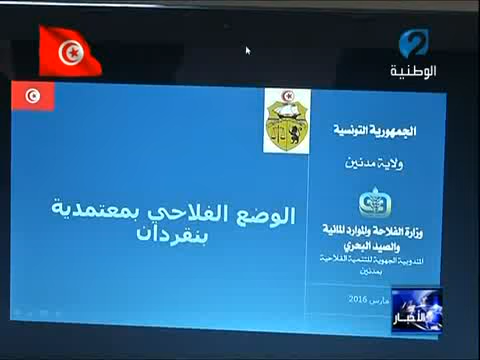 2
الوطنية
الجمهورية التونسية
ولاية مدنين
وزارة الفلاحة والموارد المائية
والصيد البحري
المندوبية الجهوية للتنمية الفلاحية
بمدنين
مارس 2016
الوضع الفلاحي بمعتمدية
بنقردان
الأخبار